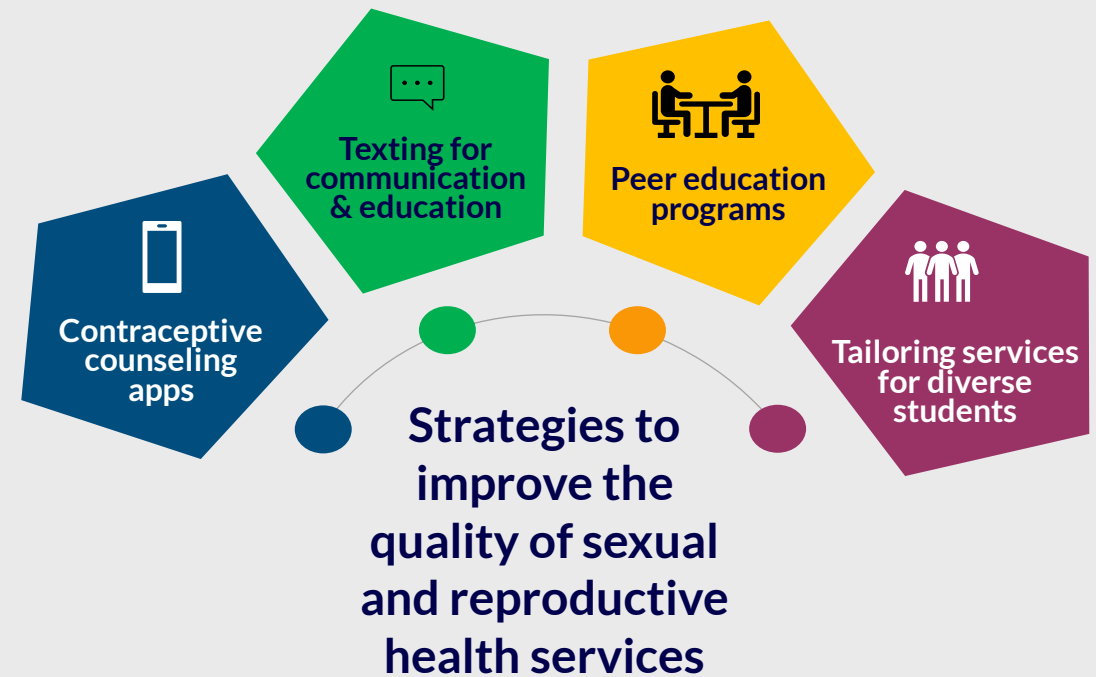 Texting for
communication
& education
Peer education
programs
Contraceptive
counseling
apps
Tailoring services
for diverse
students
Strategies to
improve the
quality of sexual
and reproductive
health services